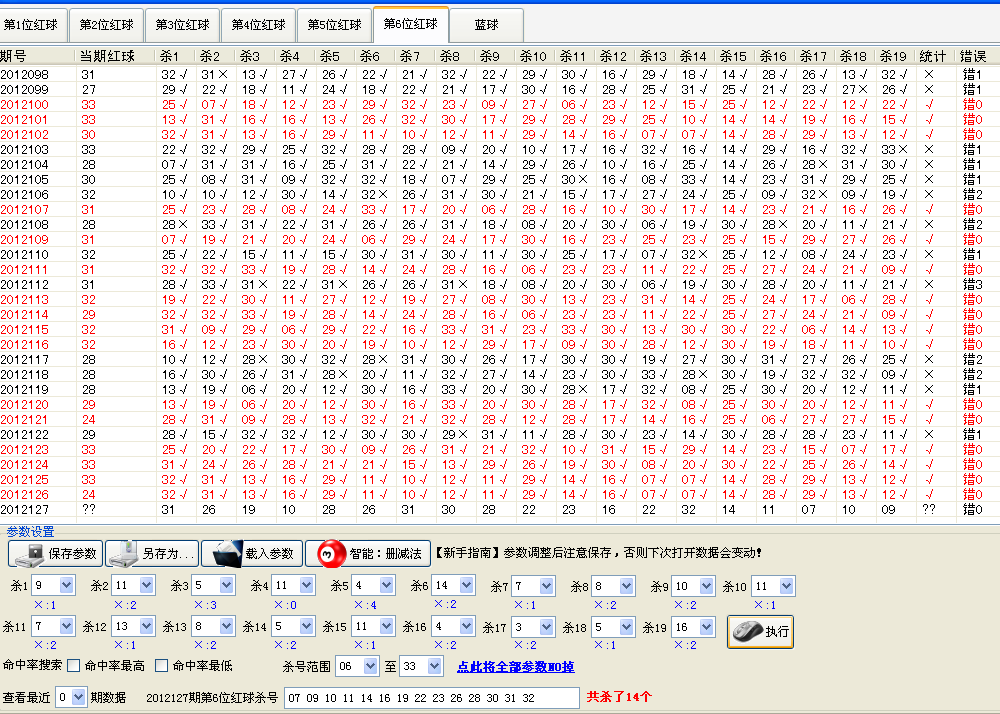 第1位红球 第2位红球 第3位红球 第4位红球 第5位红球 第6位红球 蓝球
期号 当期红球 杀1 杀2 杀3 杀4 杀5 杀6 杀7 杀8 杀9 杀10 杀11 杀12 杀13 杀14 杀15 杀16 杀17 杀18 杀19 统计 错误
2012098 31 32√ 31× 13√ 27√ 26√ 22√ 21√ 32√ 22√ 29√ 30√ 16√ 29√ 18√ 14√ 28√ 26√ 13√ 32√ × 错1
2012099 27 29√ 22√ 18√ 11√ 24√ 18√ 22√ 21√ 17√ 30√ 16√ 28√ 25√ 31√ 25√ 21√ 23√ 27× 26√ × 错1
2012100 33 25√ 07√ 18√ 12√ 23√ 29√ 32√ 23√ 09√ 27√ 06√ 23√ 12√ 15√ 25√ 12√ 22√ 12√ 22√ √ 错0
2012101 33 13√ 31√ 16√ 16√ 13√ 26√ 32√ 30√ 17√ 29√ 28√ 29√ 25√ 10√ 14√ 14√ 19√ 16√ 15√ √ 错0
2012102 30 32√ 31√ 13√ 16√ 29√ 11√ 10√ 12√ 11√ 29√ 14√ 16√ 07√ 07√ 14√ 28√ 29√ 13√ 12√ √ 错0
2012103 33 22√ 32√ 29√ 25√ 32√ 28√ 28√ 09√ 20√ 10√ 17√ 16√ 32√ 16√ 14√ 29√ 16√ 32√ 33× × 错1
2012104 28 07√ 31√ 31√ 16√ 25√ 31√ 22√ 21√ 14√ 29√ 26√ 10√ 16√ 25√ 14√ 26√ 28× 31√ 30√ × 错1
2012105 30 25√ 08√ 31√ 09√ 32√ 32√ 18√ 07√ 29√ 25√ 30× 16√ 08√ 33√ 14√ 23√ 31√ 29√ 25√ × 错1
2012106 32 10√ 10√ 12√ 30√ 14√ 32× 26√ 31√ 30√ 21√ 15√ 17√ 27√ 24√ 25√ 09√ 32× 09√ 19√ × 错2
2012107 31 25√ 23√ 28√ 08√ 24√ 33√ 17√ 20√ 06√ 28√ 16√ 10√ 30√ 17√ 14√ 23√ 21√ 16√ 26√ √ 错0
2012108 28 28× 33√ 31√ 22√ 31√ 26√ 26√ 31√ 18√ 08√ 20√ 30√ 06√ 19√ 30√ 28× 20√ 11√ 21√ × 错2
2012109 31 07√ 19√ 21√ 20√ 24√ 06√ 29√ 24√ 17√ 30√ 16√ 23√ 25√ 23√ 25√ 15√ 29√ 27√ 26√ √ 错0
2012110 32 25√ 22√ 15√ 11√ 15√ 30√ 31√ 30√ 11√ 30√ 25√ 17√ 07√ 32× 25√ 12√ 08√ 24√ 23√ × 错1
2012111 31 32√ 32√ 33√ 19√ 28√ 14√ 24√ 28√ 16√ 06√ 23√ 23√ 11√ 22√ 25√ 27√ 24√ 21√ 09√ √ 错0
2012112 31 28√ 33√ 31× 22√ 31× 26√ 26√ 31× 18√ 08√ 20√ 30√ 06√ 19√ 30√ 28√ 20√ 11√ 21√ × 错3
2012113 32 19√ 22√ 30√ 11√ 27√ 12√ 19√ 27√ 08√ 30√ 13√ 23√ 31√ 14√ 25√ 24√ 17√ 06√ 28√ √ 错0
2012114 29 32√ 32√ 33√ 19√ 28√ 14√ 24√ 28√ 16√ 06√ 23√ 23√ 11√ 22√ 25√ 27√ 24√ 21√ 09√ √ 错0
2012115 32 31√ 09√ 29√ 06√ 29√ 22√ 16√ 33√ 31√ 23√ 33√ 30√ 13√ 30√ 30√ 22√ 06√ 14√ 13√ √ 错0
2012116 32 16√ 12√ 23√ 30√ 20√ 19√ 10√ 12√ 29√ 17√ 09√ 30√ 28√ 12√ 30√ 19√ 18√ 11√ 10√ √ 错0
2012117 28 10√ 12√ 28× 30√ 32√ 28× 31√ 30√ 26√ 17√ 30√ 30√ 19√ 27√ 30√ 31√ 27√ 26√ 25√ × 错2
2012118 28 16√ 30√ 26√ 31√ 28× 20√ 11√ 32√ 27√ 14√ 23√ 30√ 33√ 28× 30√ 19√ 32√ 32√ 09√ × 错2
2012119 28 13√ 19√ 06√ 20√ 12√ 30√ 16√ 33√ 20√ 30√ 28× 17√ 32√ 08√ 25√ 30√ 20√ 12√ 11√ × 错1
2012120 29 13√ 19√ 06√ 20√ 12√ 30√ 16√ 33√ 20√ 30√ 28√ 17√ 32√ 08√ 25√ 30√ 20√ 12√ 11√ √ 错0
2012121 24 28√ 31√ 09√ 28√ 13√ 32√ 21√ 32√ 28√ 12√ 28√ 17√ 14√ 16√ 25√ 06√ 27√ 27√ 15√ √ 错0
2012122 29 28√ 15√ 32√ 32√ 12√ 30√ 30√ 29× 31√ 11√ 28√ 30√ 23√ 14√ 30√ 28√ 28√ 23√ 11√ × 错1
2012123 33 25√ 20√ 22√ 17√ 30√ 09√ 26√ 31√ 21√ 32√ 10√ 31√ 15√ 29√ 14√ 23√ 15√ 07√ 17√ √ 错0
2012124 33 31√ 24√ 26√ 28√ 21√ 21√ 15√ 13√ 29√ 26√ 19√ 30√ 08√ 20√ 30√ 22√ 25√ 26√ 14√ √ 错0
2012125 33 32√ 31√ 13√ 16√ 29√ 11√ 10√ 12√ 11√ 29√ 14√ 16√ 07√ 07√ 14√ 28√ 29√ 13√ 12√ √ 错0
2012126 24 32√ 31√ 13√ 16√ 29√ 11√ 10√ 12√ 11√ 29√ 14√ 16√ 07√ 07√ 14√ 28√ 29√ 13√ 12√ √ 错0
2012127 ?? 31 26 19 10 28 26 31 30 28 22 23 16 22 32 14 11 07 10 09 ?? 错0
参数设置
保存参数 另存为... 载入参数 3 智能：删减法 【新手指南】参数调整后注意保存，否则下次打开数据会变动！
杀1 9 杀2 11 杀3 5 杀4 11 杀5 4 杀6 14 杀7 7 杀8 8 杀9 10 杀10 11
×:1 ×:2 ×:3 ×:0 ×:4 ×:2 ×:1 ×:2 ×:2 ×:1
杀11 7 杀12 13 杀13 8 杀14 5 杀15 11 杀16 4 杀17 3 杀18 5 杀19 16 执行
×:2 ×:1 ×:2 ×:2 ×:2 ×:2 ×:2 ×:1 ×:2
命中率搜索 命中率最高 命中率最低 杀号范围 06 至 33 点此将全部参数NO掉
查看最近 0 期数据 2012127期第6位红球杀号 07 09 10 11 14 16 19 22 23 26 28 30 31 32 共杀了14个